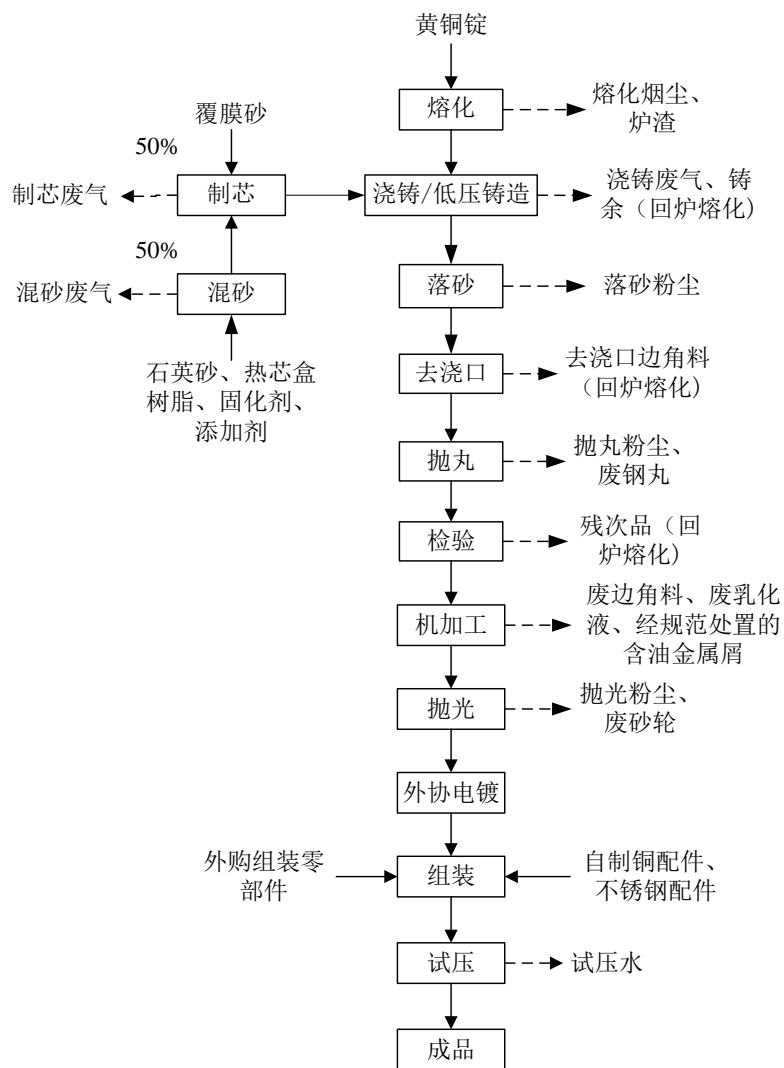 黄铜锭
熔化
熔化烟尘、
炉渣
覆膜砂
50%
制芯废气
制芯
浇铸/低压铸造
浇铸废气、铸
余（回炉熔化）
50%
混砂废气
混砂
落砂
落砂粉尘
石英砂、热芯盒
树脂、固化剂、
添加剂
去浇口
去浇口边角料
（回炉熔化）
抛丸
抛丸粉尘、
废钢丸
检验
残次品（回
炉熔化）
机加工
废边角料、废乳化
液、经规范处置的
含油金属屑
抛光
抛光粉尘、
废砂轮
外协电镀
外购组装零
部件
组装
自制铜配件、
不锈钢配件
试压
试压水
成品